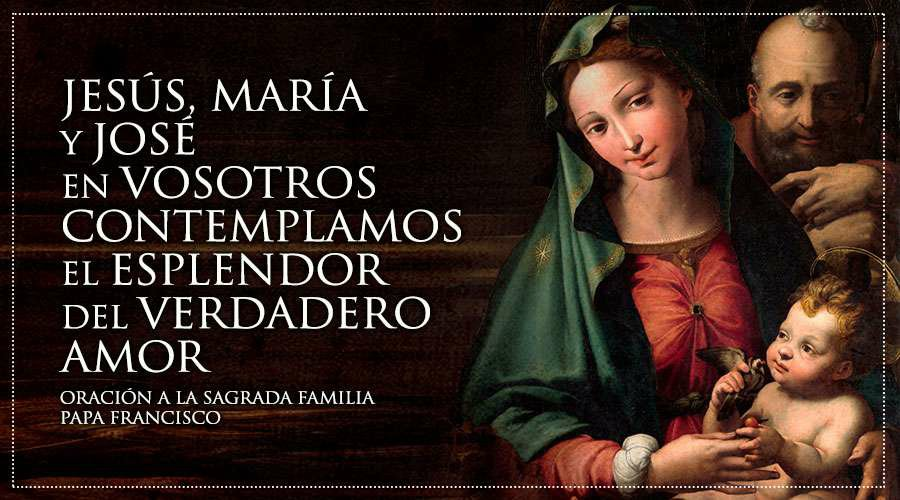 JESÚS, MARÍA
Y JOSÉ
EN VOSOTROS
CONTEMPLAMOS
EL ESPLENDOR
DEL VERDADERO
AMOR
ORACIÓN A LA SAGRADA FAMILIA
PAPA FRANCISCO